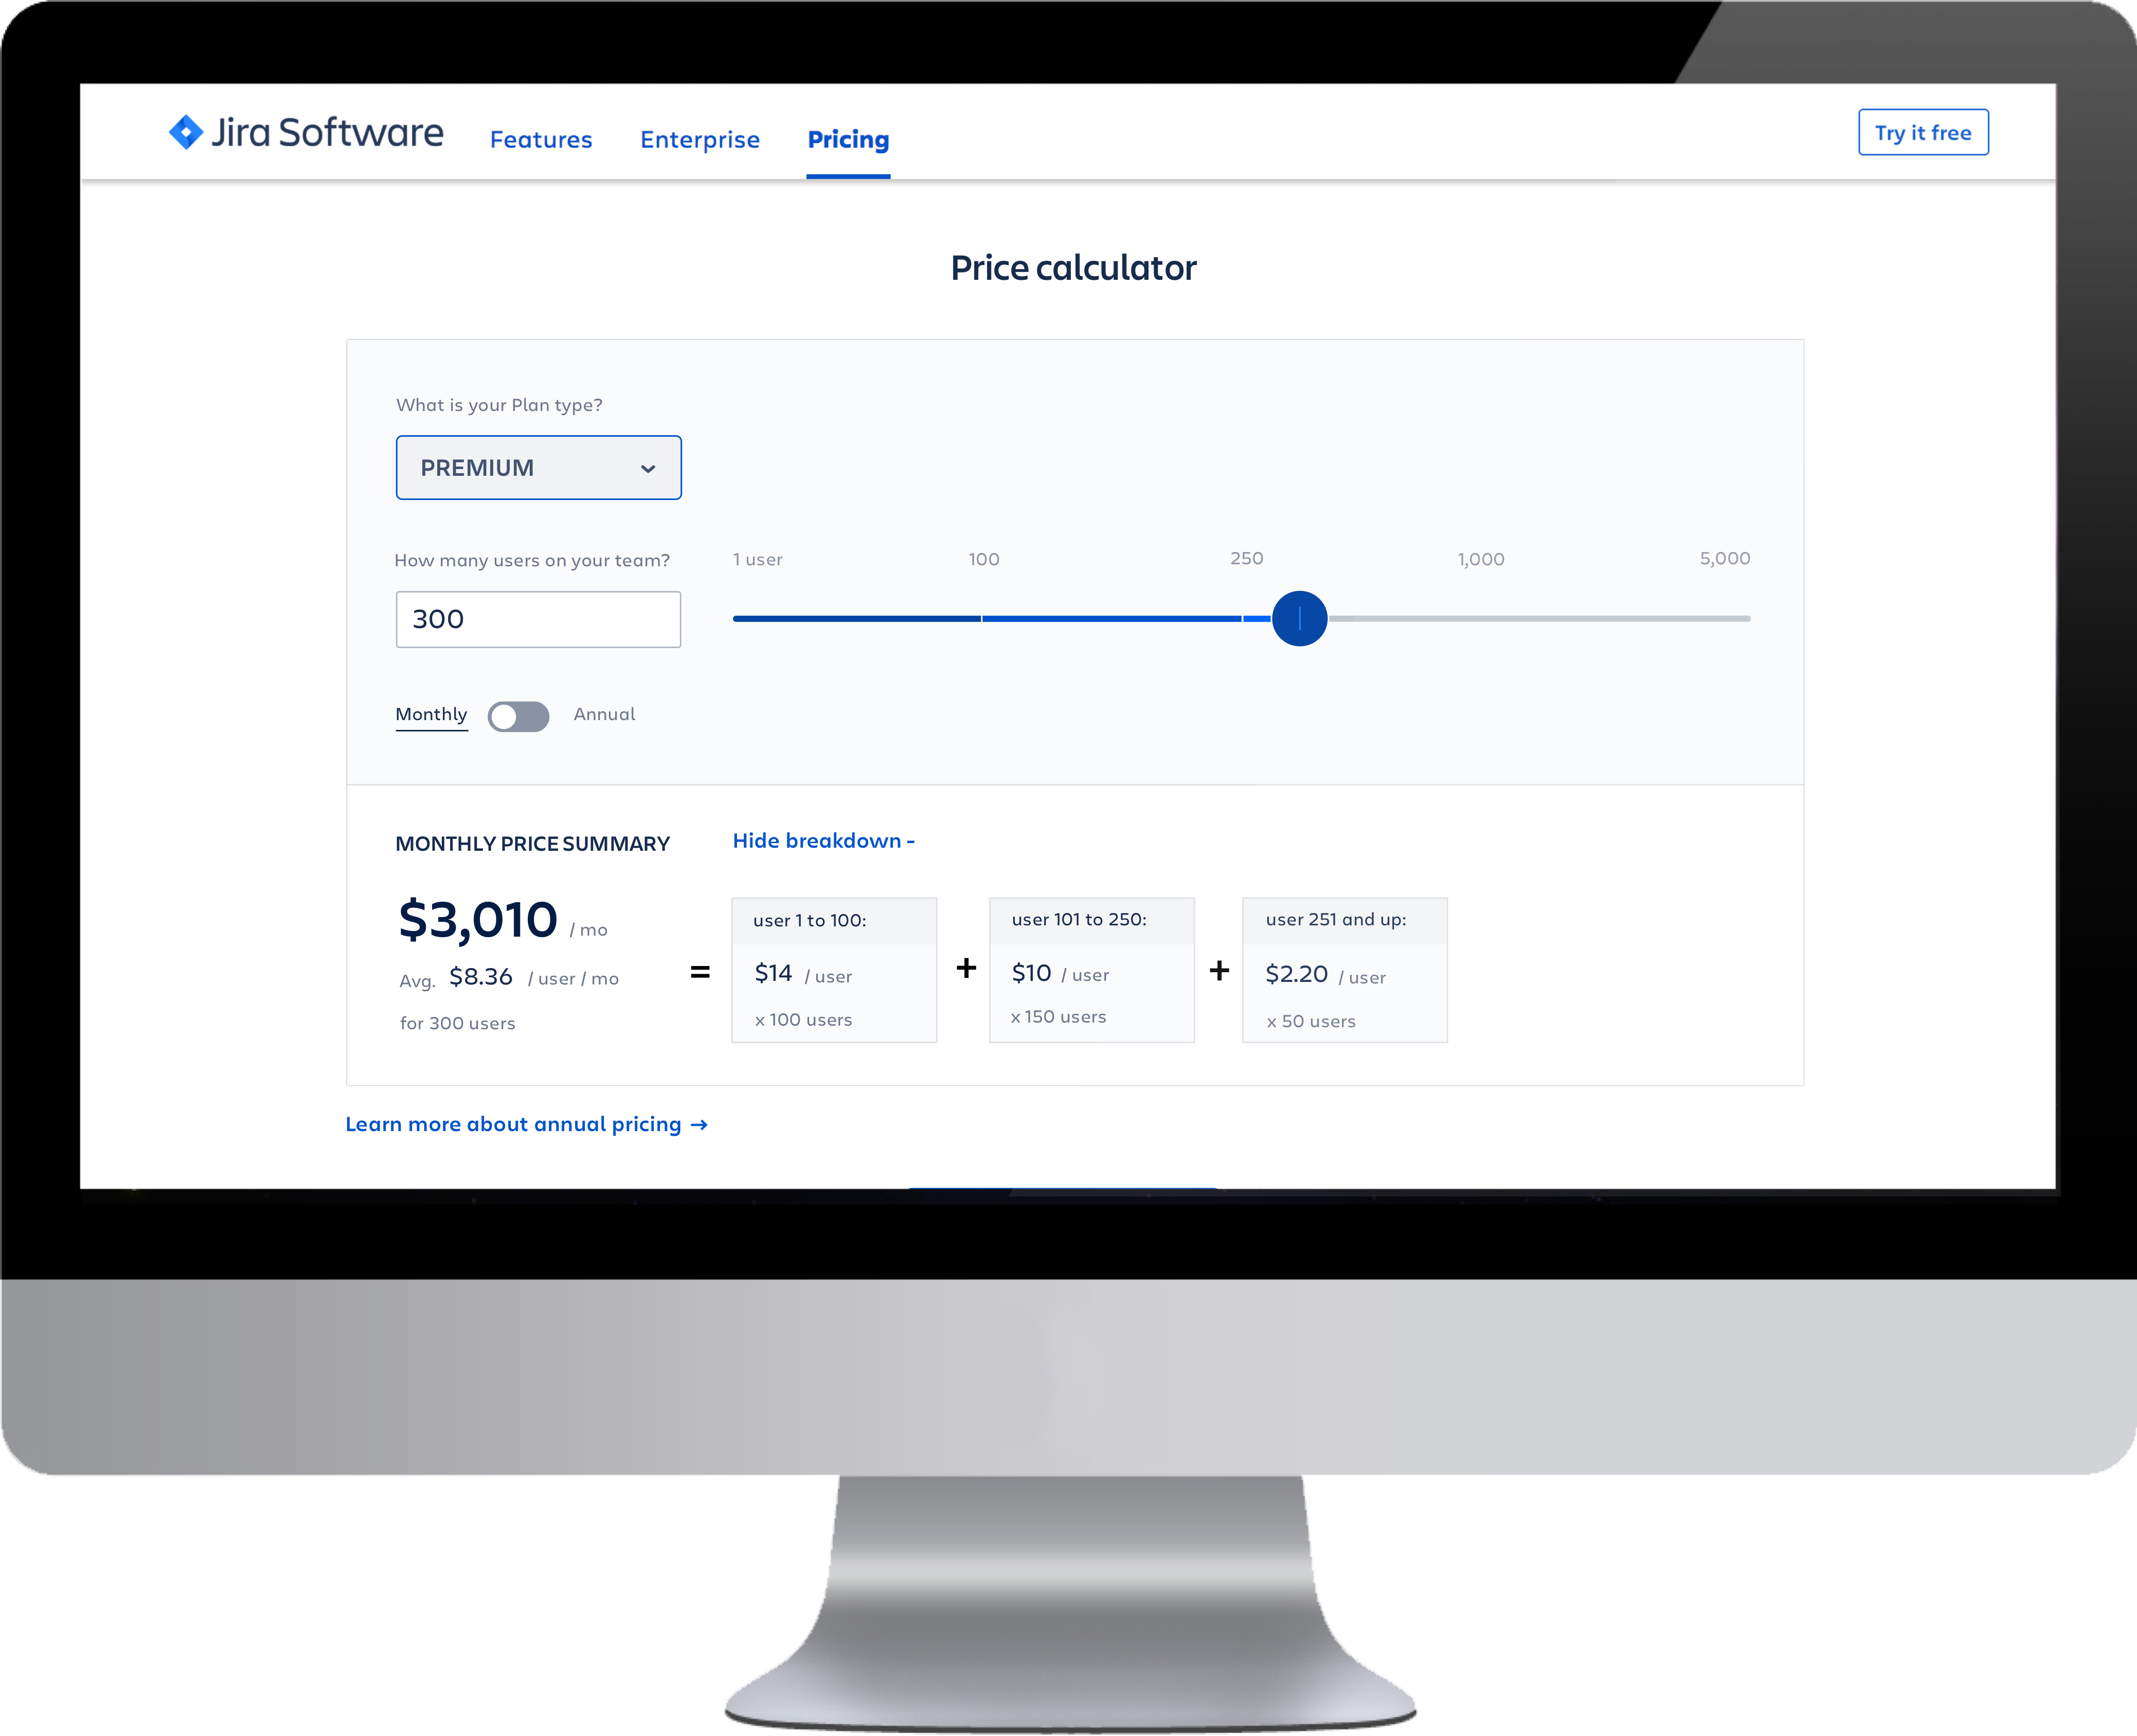 Jira Software Features Enterprise Pricing Try it free
Price calculator
What is your Plan type?
PREMIUM
How many users on your team?
1 user 100 250 1,000 5,000
300
Monthly Annual
MONTHLY PRICE SUMMARY Hide breakdown -
$3,010 / mo
Avg. $8.36 / user / mo
for 300 users
=
user 1 to 100:
$14 / user
x 100 users
+
user 101 to 250:
$10 / user
x 150 users
+
user 251 and up:
$2.20 / user
x 50 users
Learn more about annual pricing →